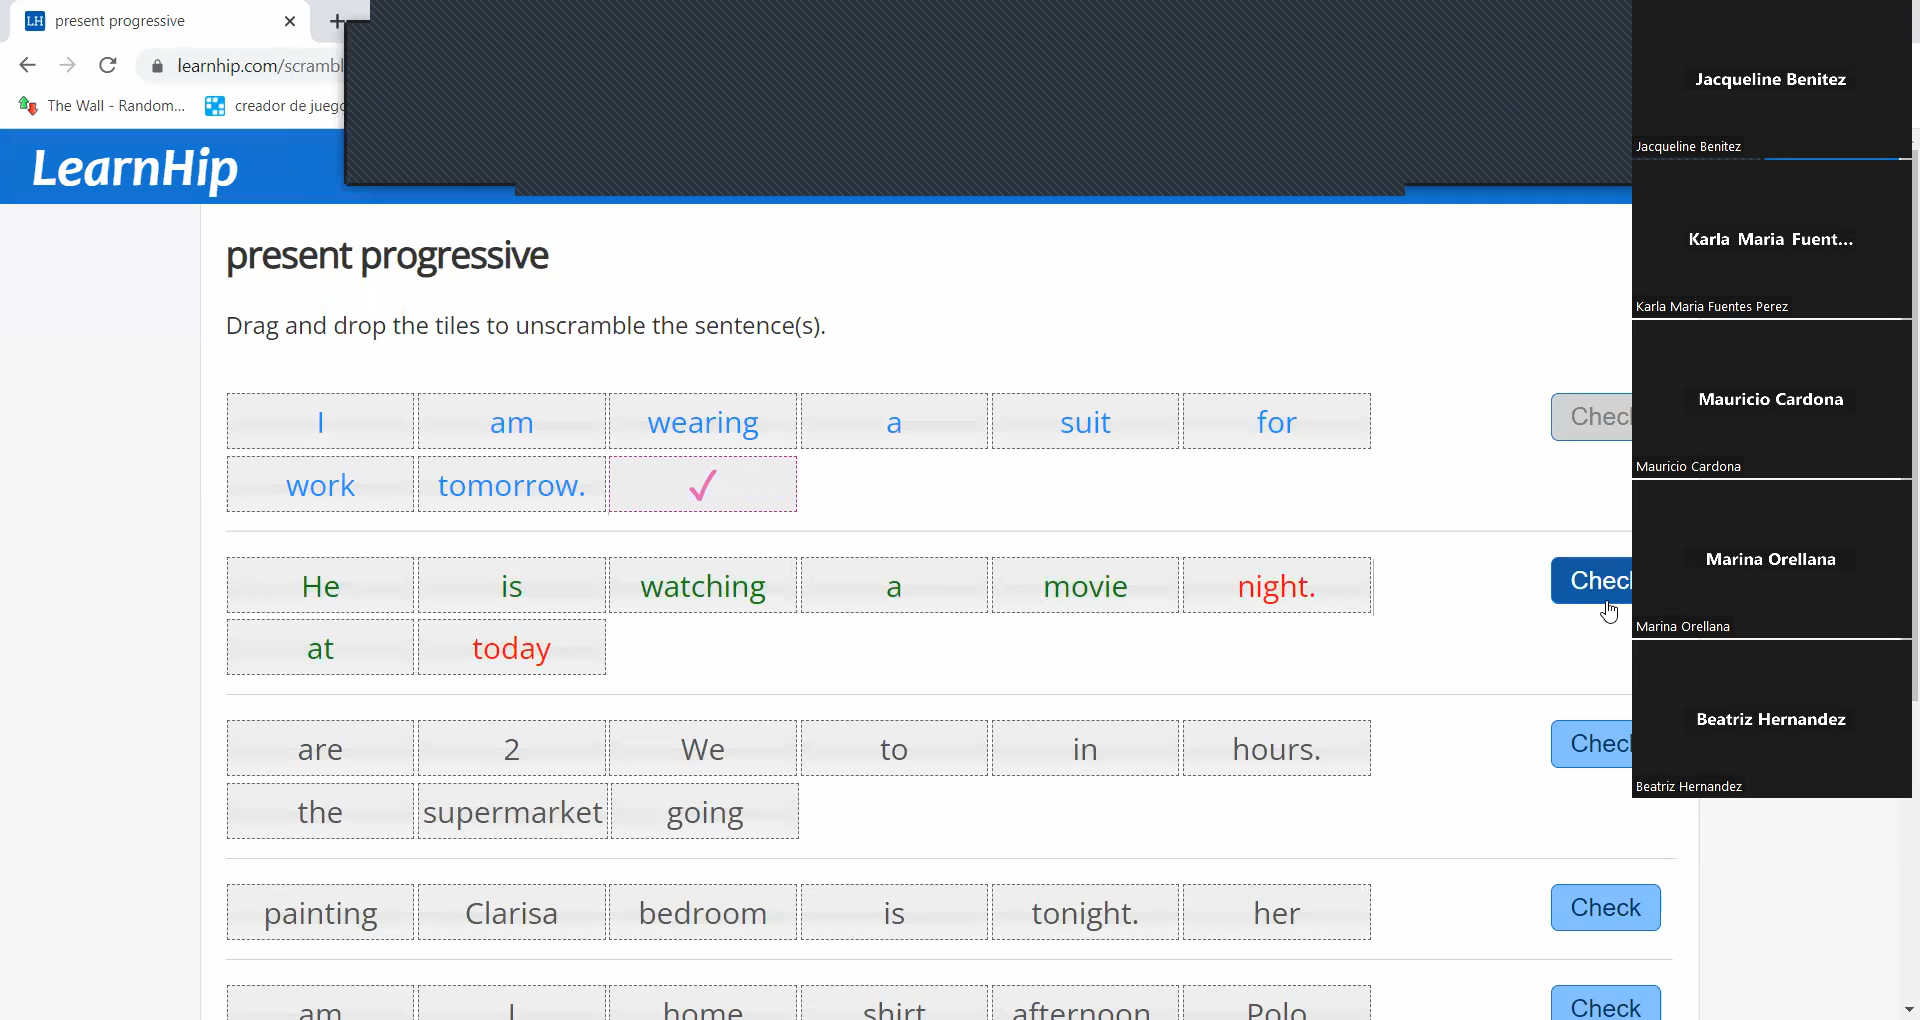 LH present progressive
learnhip.com/scrambl
The Wall - Random... creador de juego
LearnHip
present progressive
Drag and drop the tiles to unscramble the sentence(s).
I am wearing a suit for Check
work tomorrow. ✓
He is watching a movie night. Check
at today
are 2 We to in hours. Check
the supermarket going
painting Clarisa bedroom is tonight. her Check
am I home shirt afternoon Polo Check
Jacqueline Benitez
Jacqueline Benitez
Karla Maria Fuent...
Karla Maria Fuentes Perez
Mauricio Cardona
Mauricio Cardona
Marina Orellana
Marina Orellana
Beatriz Hernandez
Beatriz Hernandez